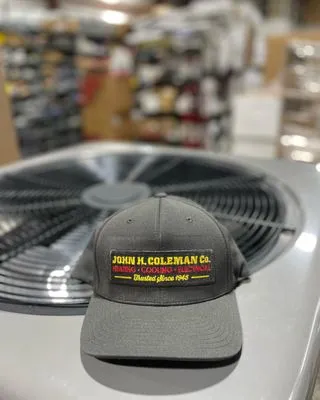 JOHN H. COLEMAN Co.
HEATING • COOLING • ELECTRICAL
Trusted Since 1945